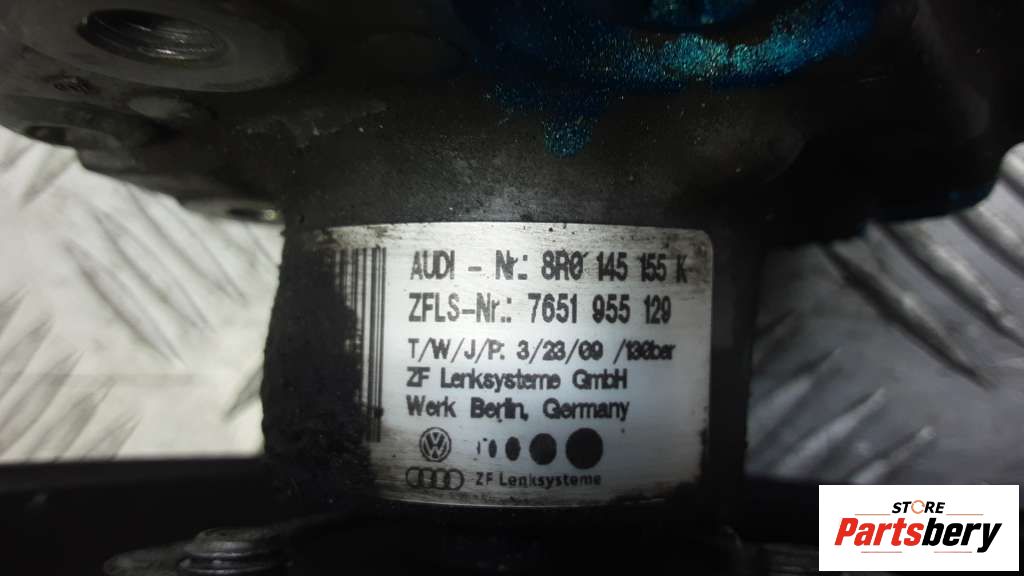 AUDI - Nr.: 8R0 145 155 K
ZFLS-Nr.: 7651 955 129
T/W/J/P: 3/23/09 /130bar
ZF Lenksysteme GmbH
Werk Berlin, Germany
ZF Lenksysteme
STORE
Partsbery